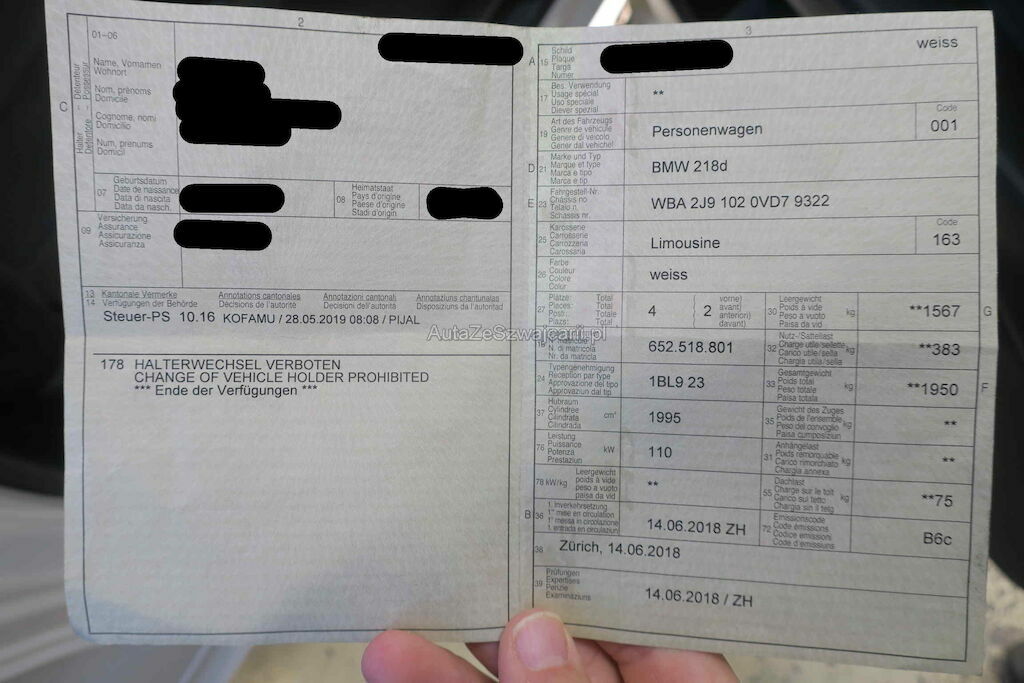 2
01–06
C
Détenteur - Possessur
Halter - Detentore
Name, Vornamen
Wohnort
Nom, prénoms
Domicile
Cognome, nomi
Domicilio
Num, prenums
Domicil
07
Geburtsdatum
Date de naissance
Data di nascita
Data da nasch.
08
Heimatstaat
Pays d'origine
Paese d'origine
Stadi d'origin
09
Versicherung
Assurance
Assicurazione
Assicuranza
13
14
Kantonale Vermerke
Verfügungen der Behörde
Annotations cantonales
Décisions de l'autorité
Annotazioni cantonali
Decisioni dell'autorità
Annotaziuns chantunalas
Disposiziuns da l'autoritad
Steuer-PS 10.16 KOFAMU / 28.05.2019 08:08 / PIJAL
178 HALTERWECHSEL VERBOTEN
CHANGE OF VEHICLE HOLDER PROHIBITED
*** Ende der Verfügungen ***
3
A 15
Schild
Plaque
Targa
Numer
weiss
17
Bes. Verwendung
Usage spécial
Uso speciale
Diever spezial
**
19
Art des Fahrzeugs
Genre de véhicule
Genere di veicolo
Gener dal vehichel
Personenwagen
Code
001
D 21
Marke und Typ
Marque et type
Marca e tipo
Marca e tip
BMW 218d
E 23
Fahrgestell-Nr.
Châssis no
Telaio n.
Schassis nr.
WBA 2J9 102 0VD7 9322
25
Karosserie
Carrosserie
Carrozzeria
Carossaria
Limousine
Code
163
26
Farbe
Couleur
Colore
Color
weiss
27
Plätze: Total
Places: Total
Posti: Totale
Plazs: Total
4
2
vorne)
avant)
anteriori)
davant)
30
Leergewicht
Poids à vide
Peso a vuoto
Paisa da vid
kg
**1567
G
18
N. di matricola
Nr. da matricla
652.518.801
32
Nutz-/Sattellast
Charge utile/sellette
Carico utile/sella
Chargia utila/sella
kg
**383
24
Typengenehmigung
Réception par type
Approvazione del tipo
Approvaziun dal tip
1BL9 23
33
Gesamtgewicht
Poids total
Peso totale
Paisa totala
kg
**1950
F
37
Hubraum
Cylindrée
Cilindrata
Cilindrada
cm³
1995
35
Gewicht des Zuges
Poids de l'ensemble
Peso del convoglio
Paisa cumposiziun
kg
**
76
Leistung
Puissance
Potenza
Prestaziun
kW
110
31
Anhängelast
Poids remorquable
Carico rimorchiato
Chargia annexa
kg
**
78 kW/kg
Leergewicht
poids à vide
peso a vuoto
paisa da vid
**
55
Dachlast
Charge sur le toit
Carico sul tetto
Chargia sin il tetg
kg
**75
B 36
1. Inverkehrsetzung
1re mise en circulation
1a messa in circolazione
1. entrada en circulaziun
14.06.2018 ZH
72
Emissionscode
Code émissions
Codice emissioni
Code d'emissiuns
B6c
38
Zürich, 14.06.2018
39
Prüfungen
Expertises
Perizie
Examinaziuns
14.06.2018 / ZH
AutaZeSzwajcarii.pl